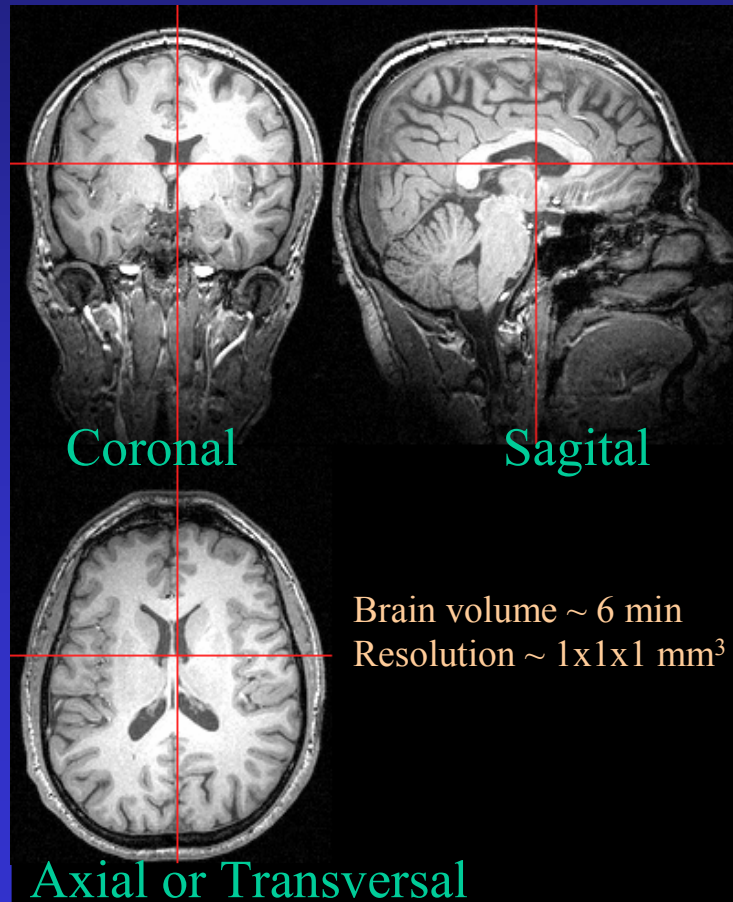 Coronal
Sagital
Brain volume ~ 6 min
Resolution ~ 1x1x1 mm³
Axial or Transversal